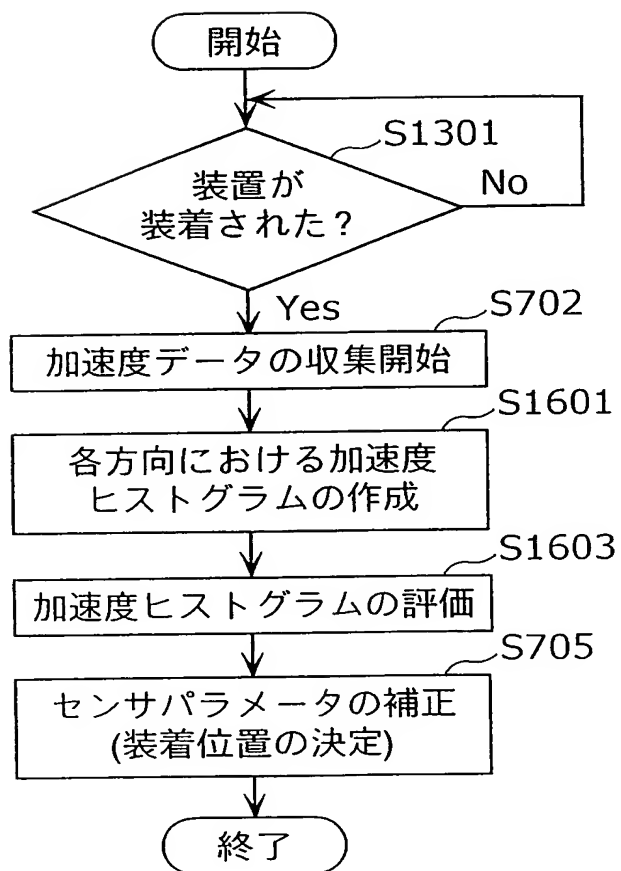 開始
S1301
装置が
装着された?
No
Yes
S702
加速度データの収集開始
S1601
各方向における加速度
ヒストグラムの作成
S1603
加速度ヒストグラムの評価
S705
センサパラメータの補正
(装着位置の決定)
終了